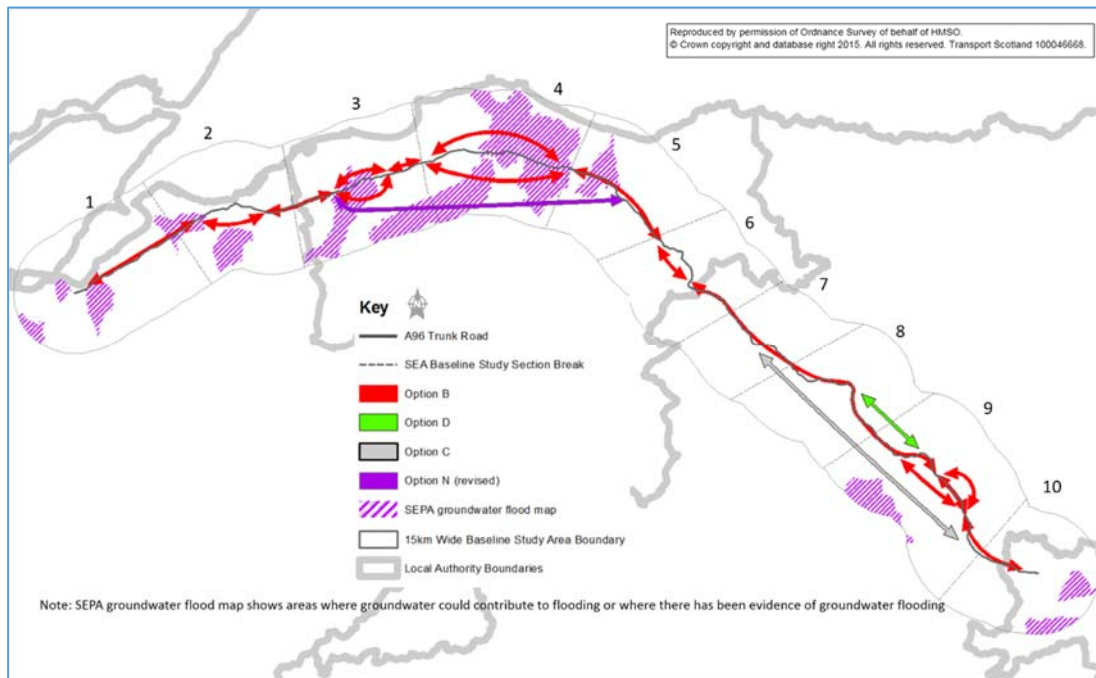 Reproduced by permission of Ordnance Survey of behalf of HMSO.
© Crown copyright and database right 2015. All rights reserved. Transport Scotland 100046668.
1
2
3
4
5
6
7
8
9
10
Key
N
A96 Trunk Road
SEA Baseline Study Section Break
Option B
Option D
Option C
Option N (revised)
SEPA groundwater flood map
15km Wide Baseline Study Area Boundary
Local Authority Boundaries
Note: SEPA groundwater flood map shows areas where groundwater could contribute to flooding or where there has been evidence of groundwater flooding